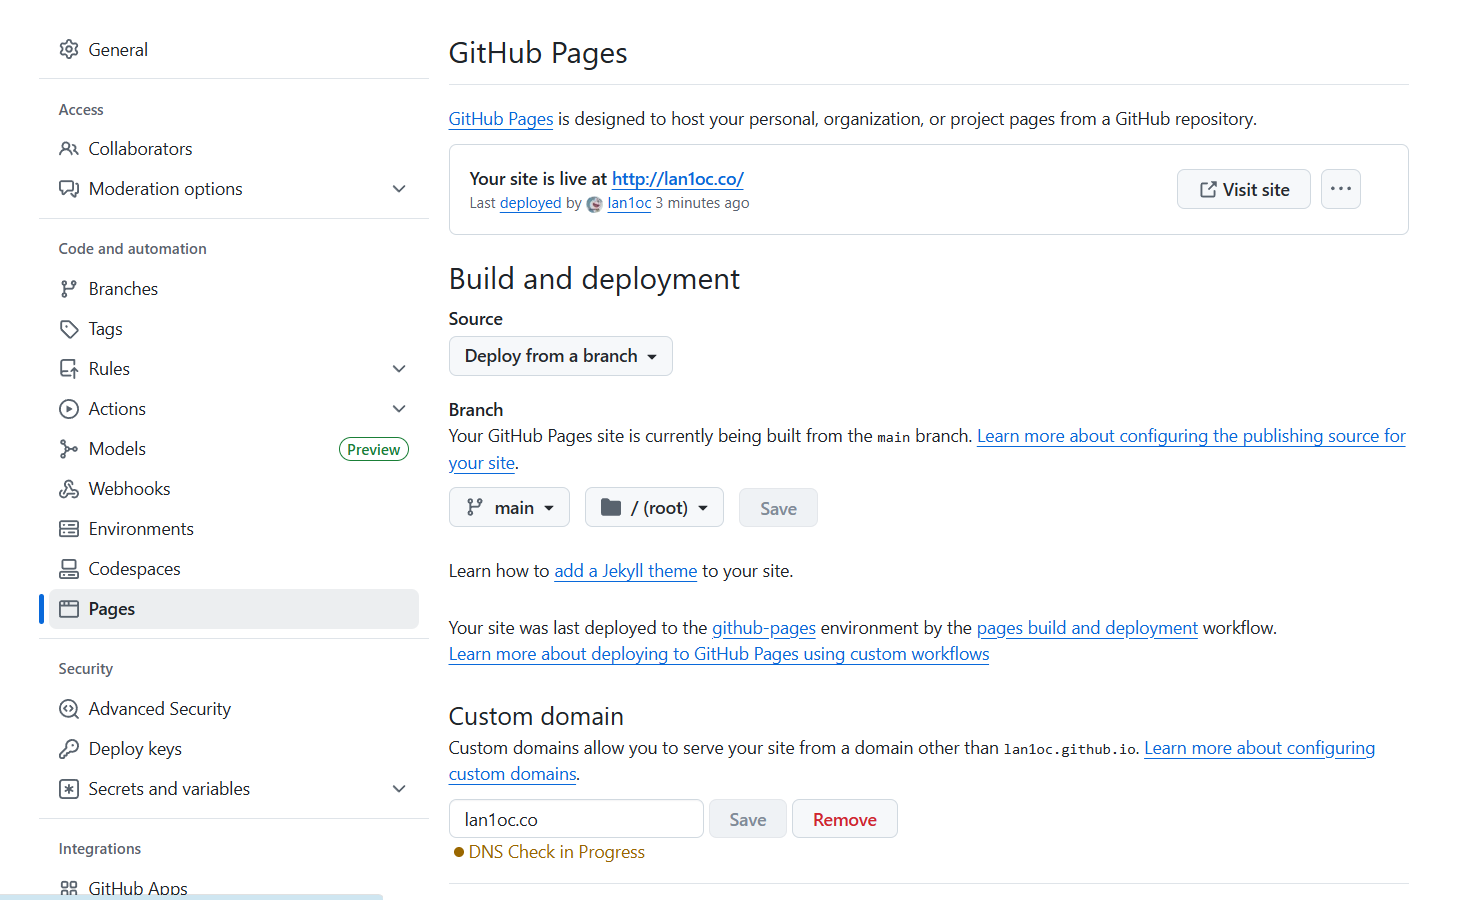 General
Access
Collaborators
Moderation options
Code and automation
Branches
Tags
Rules
Actions
Models Preview
Webhooks
Environments
Codespaces
Pages
Security
Advanced Security
Deploy keys
Secrets and variables
Integrations
GitHub Apps
GitHub Pages
GitHub Pages is designed to host your personal, organization, or project pages from a GitHub repository.
Your site is live at http://lan1oc.co/
Last deployed by lan1oc 3 minutes ago
Visit site
Build and deployment
Source
Deploy from a branch
Branch
Your GitHub Pages site is currently being built from the main branch. Learn more about configuring the publishing source for
your site.
main / (root) Save
Learn how to add a Jekyll theme to your site.
Your site was last deployed to the github-pages environment by the pages build and deployment workflow.
Learn more about deploying to GitHub Pages using custom workflows
Custom domain
Custom domains allow you to serve your site from a domain other than lan1oc.github.io. Learn more about configuring
custom domains.
lan1oc.co Save Remove
DNS Check in Progress